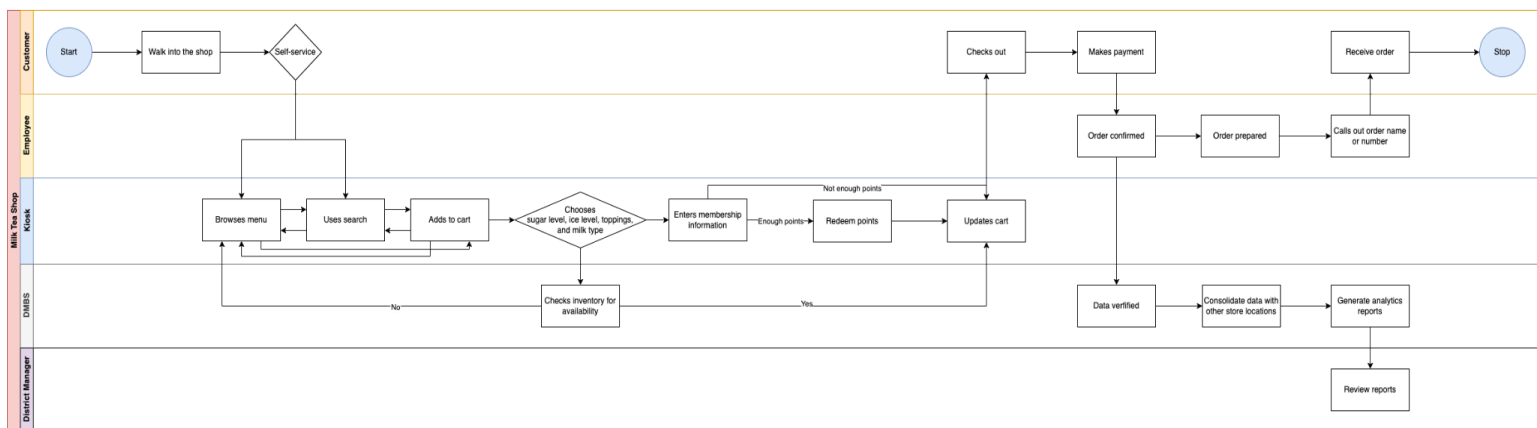 Milk Tea Shop
Customer
Start
Walk into the shop
Self-service
Checks out
Makes payment
Receive order
Stop
Employee
Order confirmed
Order prepared
Calls out order name
or number
Kiosk
Browses menu
Uses search
Adds to cart
Chooses
sugar level, ice level, toppings,
and milk type
Enters membership
information
Not enough points
Enough points
Redeem points
Updates cart
DMBS
No
Checks inventory for
availability
Yes
Data verfified
Consolidate data with
other store locations
Generate analytics
reports
District Manager
Review reports